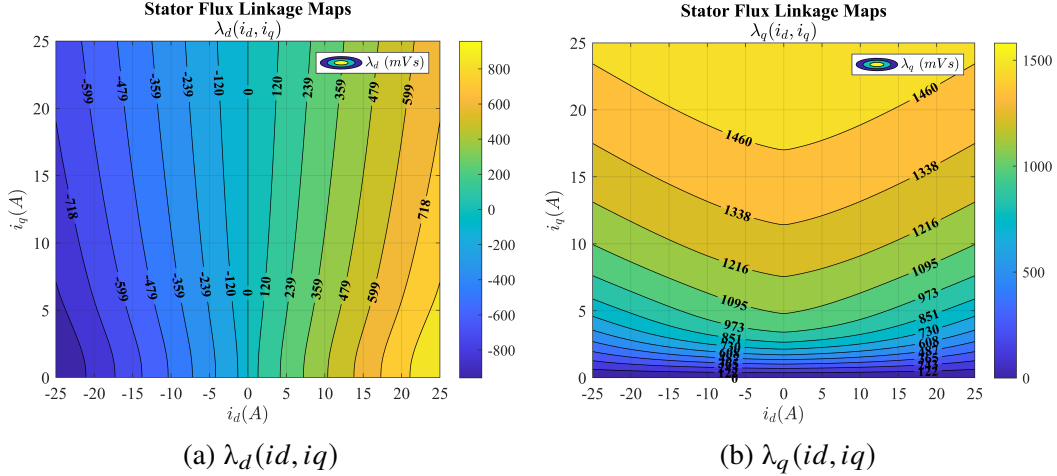 Stator Flux Linkage Maps
λd(id, iq)
λd (mVs)
25
20
15
10
5
0
iq(A)
-25 -20 -15 -10 -5 0 5 10 15 20 25
id(A)
-599 -479 -359 -239 -120 0 120 239 359 479 599
-718 718
-599 -479 -359 -239 -120 0 120 239 359 479 599
800
600
400
200
0
-200
-400
-600
-800
(a) λd(id, iq)
Stator Flux Linkage Maps
λq(id, iq)
λq (mVs)
25
20
15
10
5
0
iq(A)
-25 -20 -15 -10 -5 0 5 10 15 20 25
id(A)
1460 1460
1338 1338
1216 1216
1095 1095
973 973
851 851
730 730
608 608
482
365
243
122
0
1500
1000
500
0
(b) λq(id, iq)